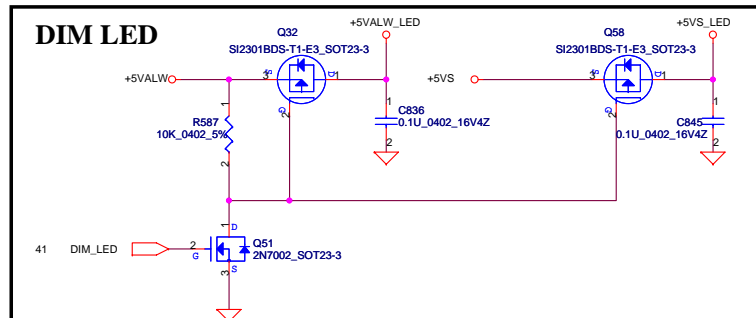 DIM LED
Q32
SI2301BDS-T1-E3_SOT23-3
+5VALW_LED
+5VALW
3
S
D
1
G
2
R587
10K_0402_5%
1
2
C836
0.1U_0402_16V4Z
1
2
Q58
SI2301BDS-T1-E3_SOT23-3
+5VS_LED
+5VS
3
S
D
1
G
2
C845
0.1U_0402_16V4Z
1
2
41
DIM_LED
2
G
1
D
Q51
2N7002_SOT23-3
3
S